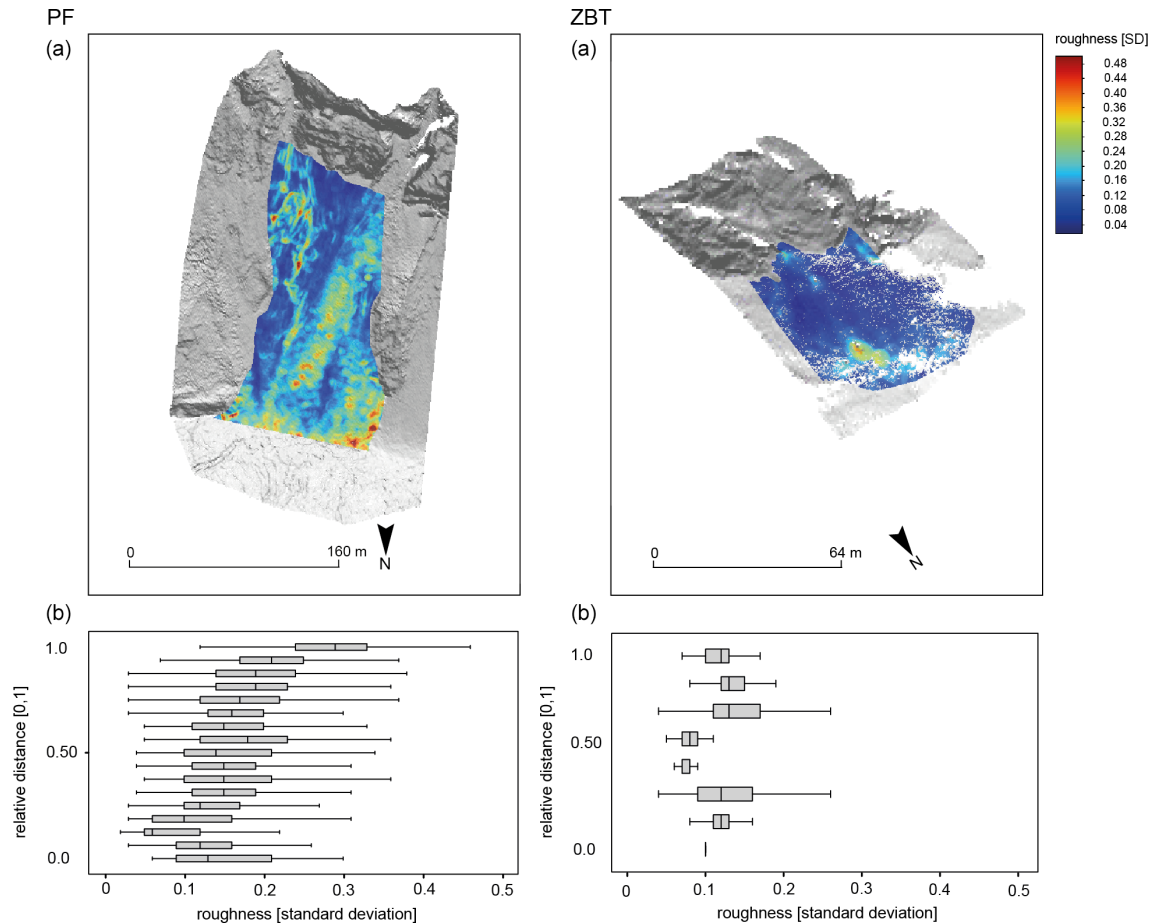 PF
(a)
0
160 m
N
ZBT
(a)
0
64 m
N
roughness [SD]
0.48
0.44
0.40
0.36
0.32
0.28
0.24
0.20
0.16
0.12
0.08
0.04
(b)
relative distance [0,1]
1.0
0.50
0.0
0
0.1
0.2
0.3
0.4
0.5
roughness [standard deviation]
(b)
relative distance [0,1]
1.0
0.50
0.0
0
0.1
0.2
0.3
0.4
0.5
roughness [standard deviation]